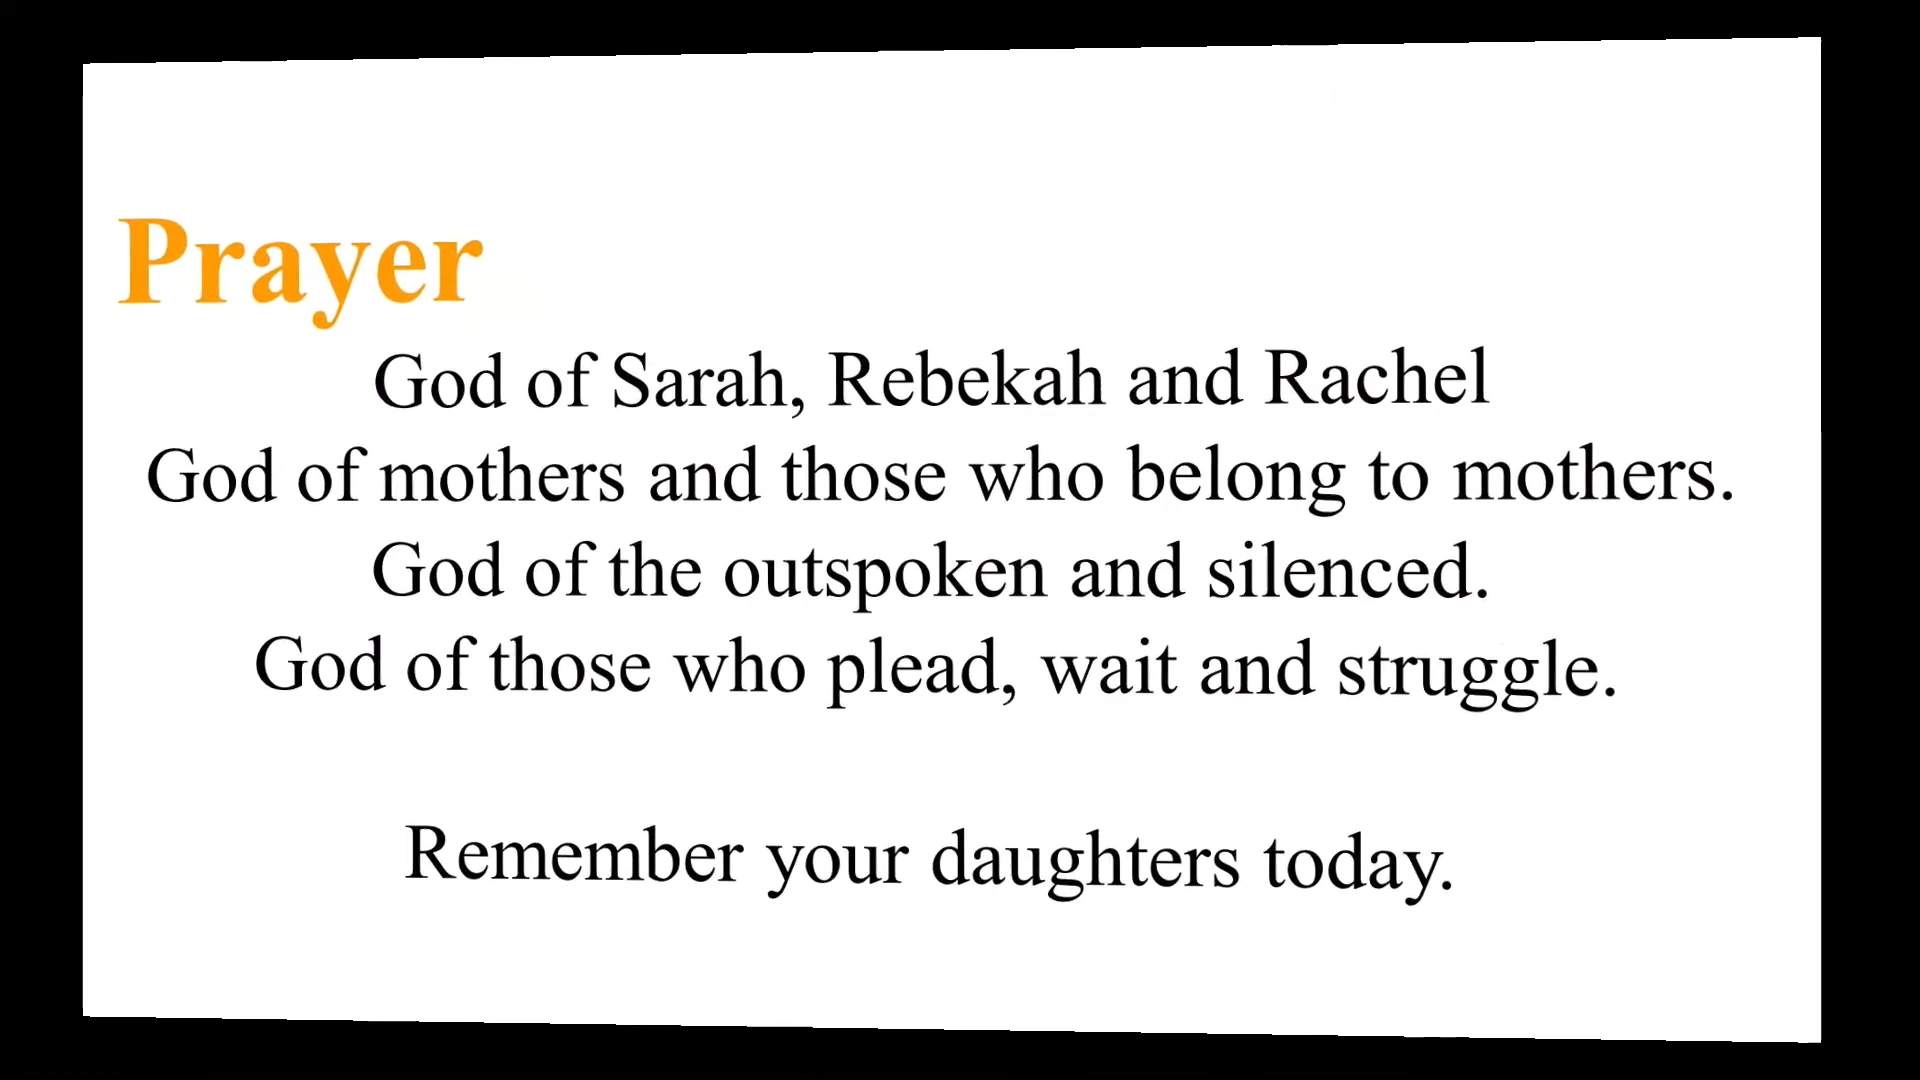 Prayer
God of Sarah, Rebekah and Rachel
God of mothers and those who belong to mothers.
God of the outspoken and silenced.
God of those who plead, wait and struggle.
Remember your daughters today.